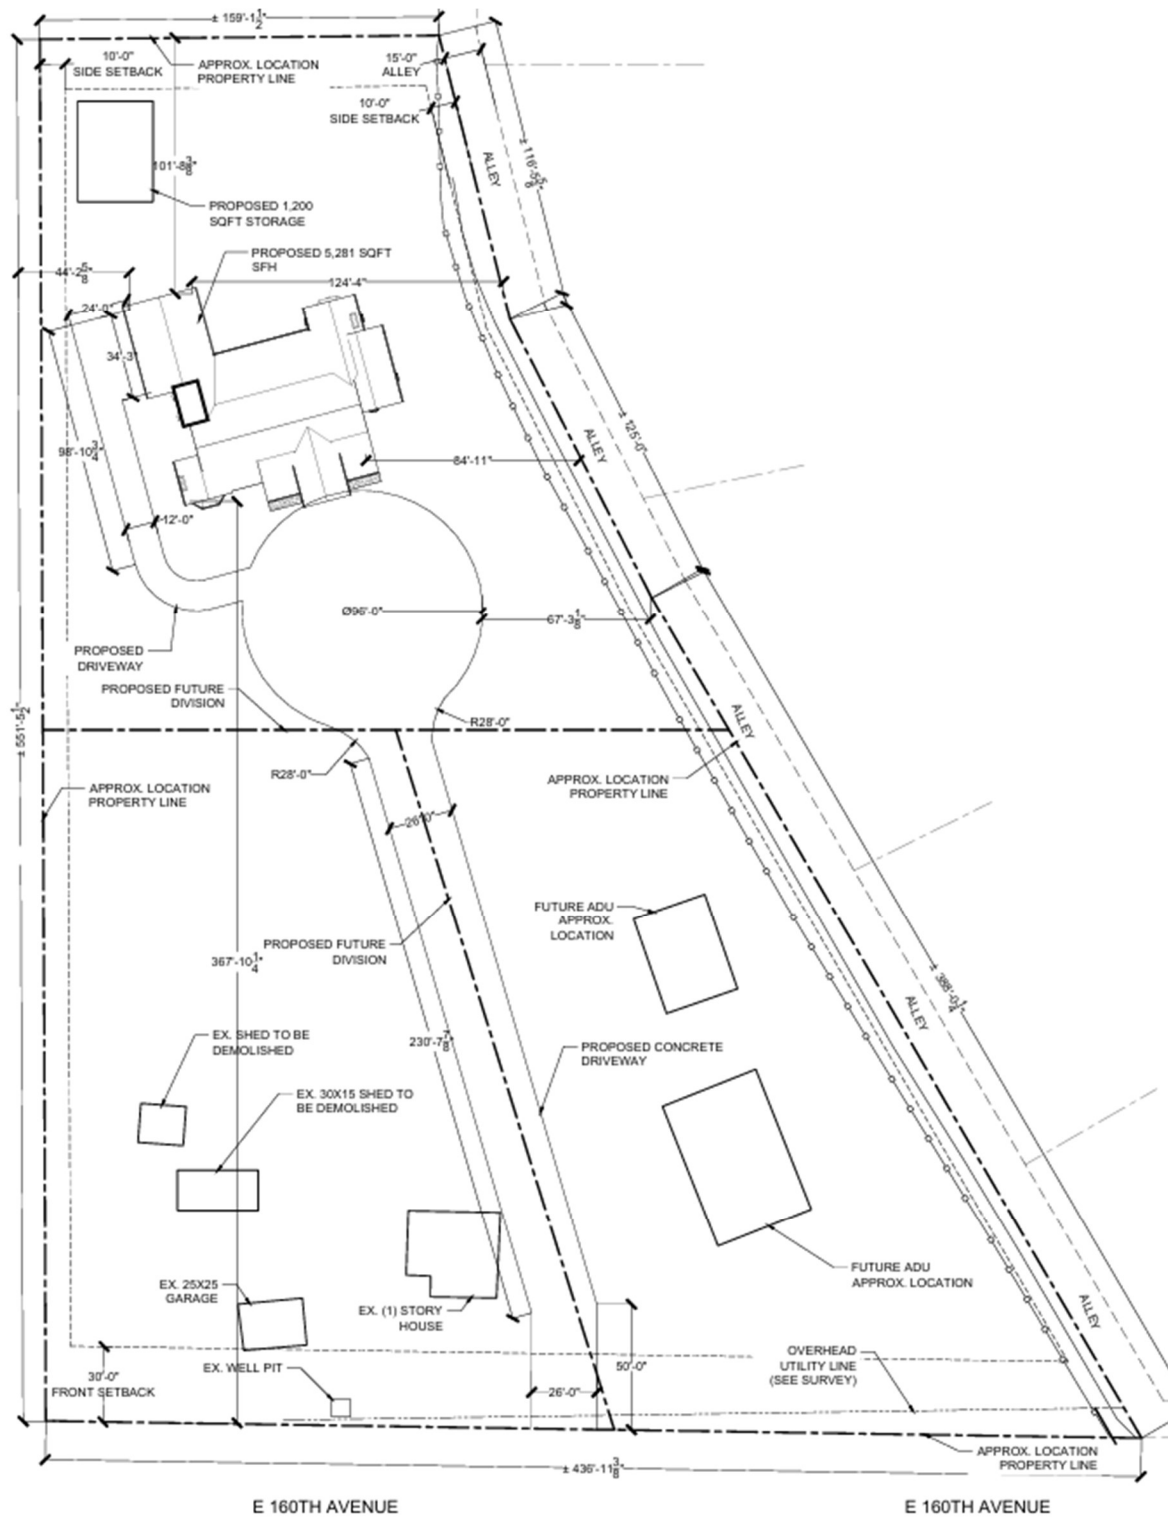 ± 159'-1 1/2"
10'-0"
SIDE SETBACK
APPROX. LOCATION
PROPERTY LINE
15'-0"
ALLEY
10'-0"
SIDE SETBACK
ALLEY
± 116'-5 5/8"
101'-8 3/8"
PROPOSED 1,200
SQFT STORAGE
PROPOSED 5,281 SQFT
SFH
44'-2 5/8"
124'-4"
24'-0"
34'-3"
98'-10 3/4"
ALLEY
± 125'-0"
84'-11"
12'-0"
Ø96'-0"
67'-3 1/8"
PROPOSED
DRIVEWAY
PROPOSED FUTURE
DIVISION
R28'-0"
± 551'-5 1/2"
ALLEY
R28'-0"
APPROX. LOCATION
PROPERTY LINE
APPROX. LOCATION
PROPERTY LINE
26'-0"
FUTURE ADU
APPROX.
LOCATION
PROPOSED FUTURE
DIVISION
367'-10 1/4"
± 388'-0 1/4"
ALLEY
EX. SHED TO BE
DEMOLISHED
230'-7 7/8"
PROPOSED CONCRETE
DRIVEWAY
EX. 30X15 SHED TO
BE DEMOLISHED
FUTURE ADU
APPROX. LOCATION
EX. 25X25
GARAGE
EX. (1) STORY
HOUSE
ALLEY
OVERHEAD
UTILITY LINE
(SEE SURVEY)
30'-0"
FRONT SETBACK
EX. WELL PIT
50'-0"
26'-0"
APPROX. LOCATION
PROPERTY LINE
± 436'-11 3/8"
E 160TH AVENUE
E 160TH AVENUE